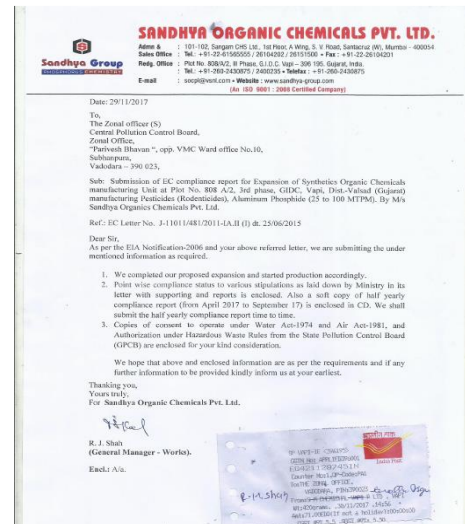 SANDHYA ORGANIC CHEMICALS PVT. LTD.
Sandhya Group
Admn & : 101-102, Sangam CHS Ltd., 1st Floor, A Wing, S. V. Road, Santacruz (W), Mumbai - 400054
Sales Office : Tel.: +91-22-61565555 / 26104202 / 26151500 • Fax : +91-22-26104201
Redg. Office : Plot No. 808/A/2, III Phase, G.I.D.C. Vapi – 396 195. Gujarat, India.
: Tel.: +91-260-2430875 / 2400235 • Telefax : +91-260-2430875
E-mail : socpl@vsnl.com • Website : www.sandhya-group.com
(An ISO 9001 : 2008 Certified Company)
Date: 29/11/2017
To,
The Zonal officer (S)
Central Pollution Control Board,
Zonal Office,
"Parivesh Bhavan ", opp. VMC Ward office No.10,
Subhanpura,
Vadodara – 390 023,
Sub: Submission of EC compliance report for Expansion of Synthetics Organic Chemicals
manufacturing Unit at Plot No. 808 A/2, 3rd phase, GIDC, Vapi, Dist.-Valsad (Gujarat)
manufacturing Pesticides (Rodenticides), Aluminum Phosphide (25 to 100 MTPM). By M/s
Sandhya Organics Chemicals Pvt. Ltd.
Ref.: EC Letter No. J-11011/481/2011-IA.II (I) dt. 25/06/2015
Dear Sir,
As per the EIA Notification-2006 and your above referred letter, we are submitting the under
mentioned information as required.
1. We completed our proposed expansion and started production accordingly.
2. Point wise compliance status to various stipulations as laid down by Ministry in its
letter with supporting and reports is enclosed. Also a soft copy of half yearly
compliance report (from April 2017 to September 17) is enclosed in CD. We shall
submit the half yearly compliance report time to time.
3. Copies of consent to operate under Water Act-1974 and Air Act-1981, and
Authorization under Hazardous Waste Rules from the State Pollution Control Board
(GPCB) are enclosed for your kind consideration.
We hope that above and enclosed information are as per the requirements and if any
further information to be provided kindly inform us at your earliest.
Thanking you,
Yours truly,
For Sandhya Organic Chemicals Pvt. Ltd.
R. J. Shah
(General Manager - Works).
Encl.: A/a.
India Post
Counter No:1,OP-Code:
To:THE ZONAL OFFICE,
VADODARA, PIN:390023
R.M.Shah